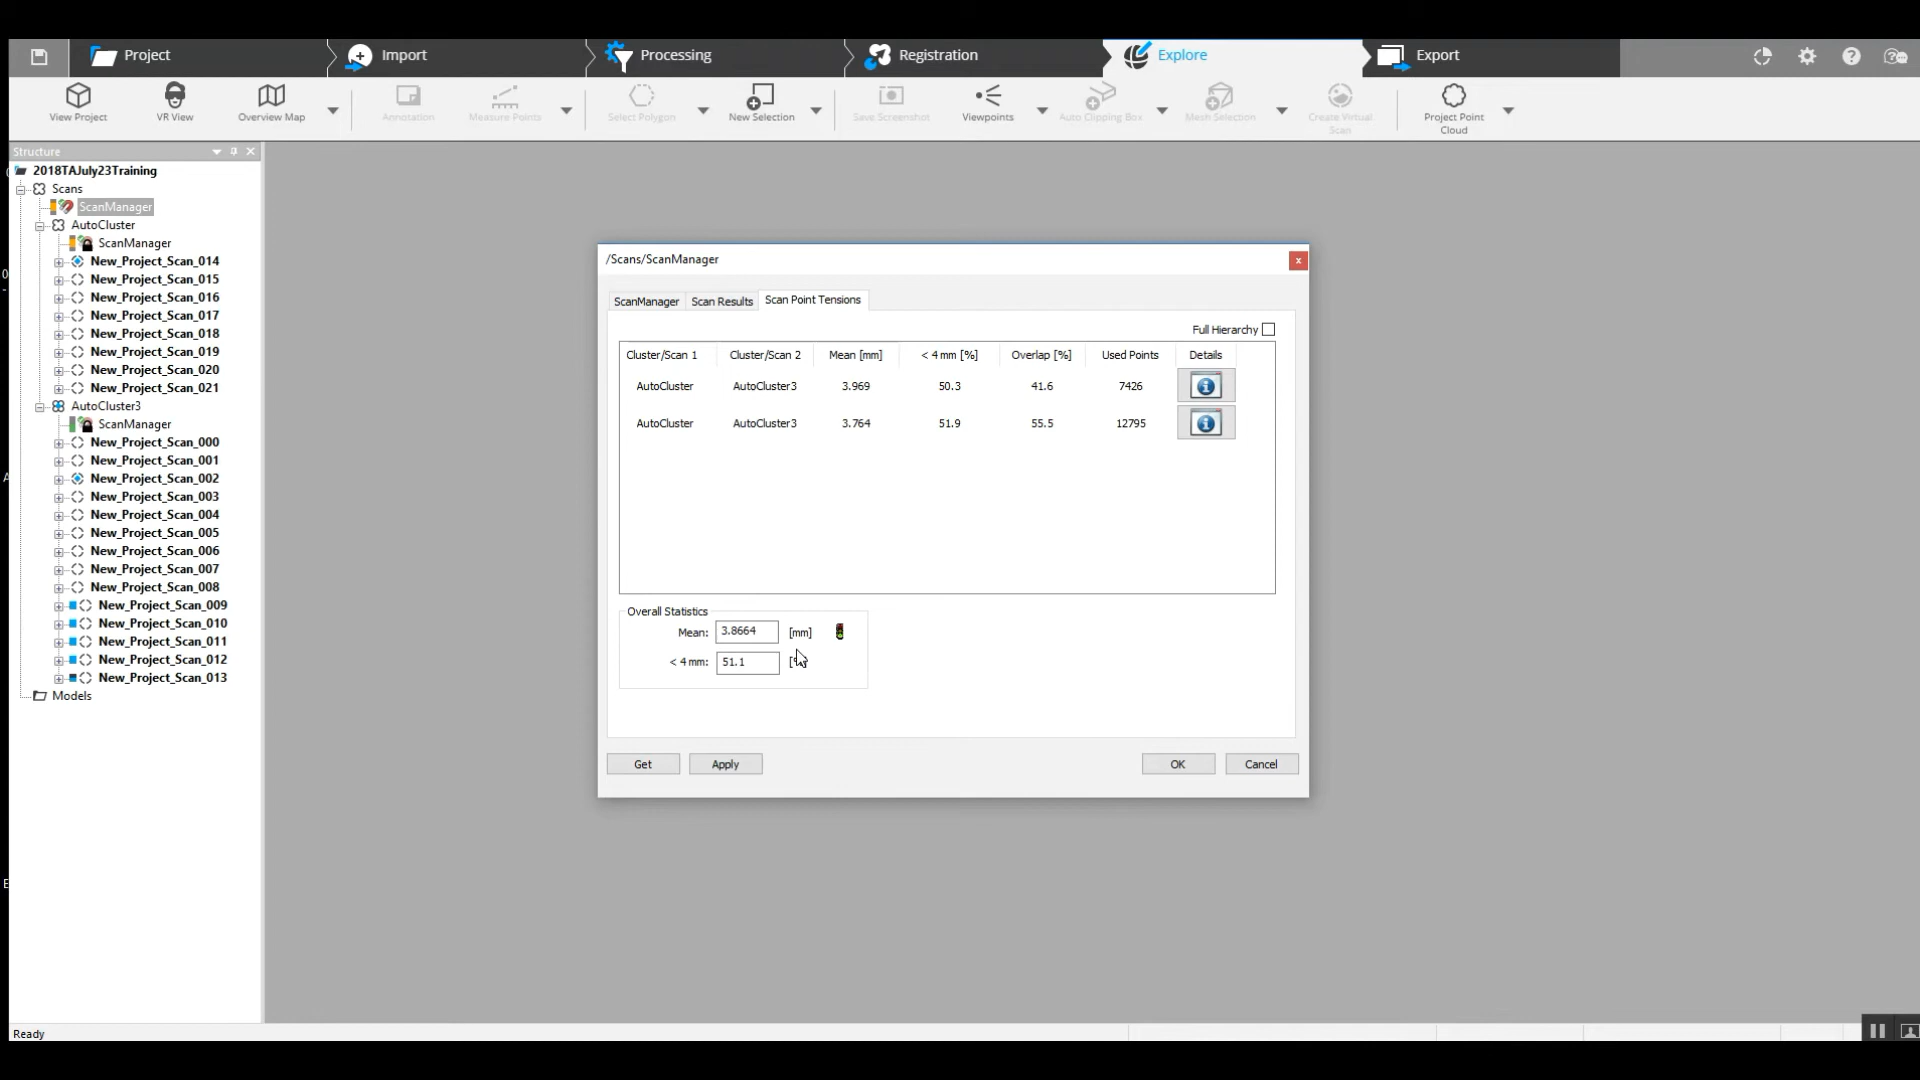 Project Import Processing Registration Explore Export
View Project VR View Overview Map Annotation Measure Points Select Polygon New Selection Save Screenshot Viewpoints Auto Clipping Box Mesh Selection Create Virtual Scan Project Point Cloud
Structure
2018TAJuly23Training
Scans
ScanManager
AutoCluster
ScanManager
New_Project_Scan_014
New_Project_Scan_015
New_Project_Scan_016
New_Project_Scan_017
New_Project_Scan_018
New_Project_Scan_019
New_Project_Scan_020
New_Project_Scan_021
AutoCluster3
ScanManager
New_Project_Scan_000
New_Project_Scan_001
New_Project_Scan_002
New_Project_Scan_003
New_Project_Scan_004
New_Project_Scan_005
New_Project_Scan_006
New_Project_Scan_007
New_Project_Scan_008
New_Project_Scan_009
New_Project_Scan_010
New_Project_Scan_011
New_Project_Scan_012
New_Project_Scan_013
Models
/Scans/ScanManager
ScanManager Scan Results Scan Point Tensions
Full Hierarchy
Cluster/Scan 1 Cluster/Scan 2 Mean [mm] < 4 mm [%] Overlap [%] Used Points Details
AutoCluster AutoCluster3 3.969 50.3 41.6 7426
AutoCluster AutoCluster3 3.764 51.9 55.5 12795
Overall Statistics
Mean: 3.8664 [mm]
< 4 mm: 51.1
Get Apply OK Cancel
Ready